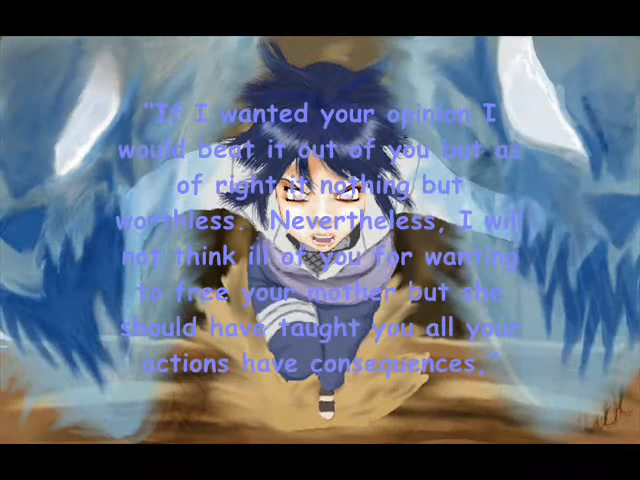 “If I wanted your opinion I
would beat it out of you but as
of right it nothing but
worthless. Nevertheless, I will
not think ill of you for wanting
to free your mother but she
should have taught you all your
actions have consequences.”